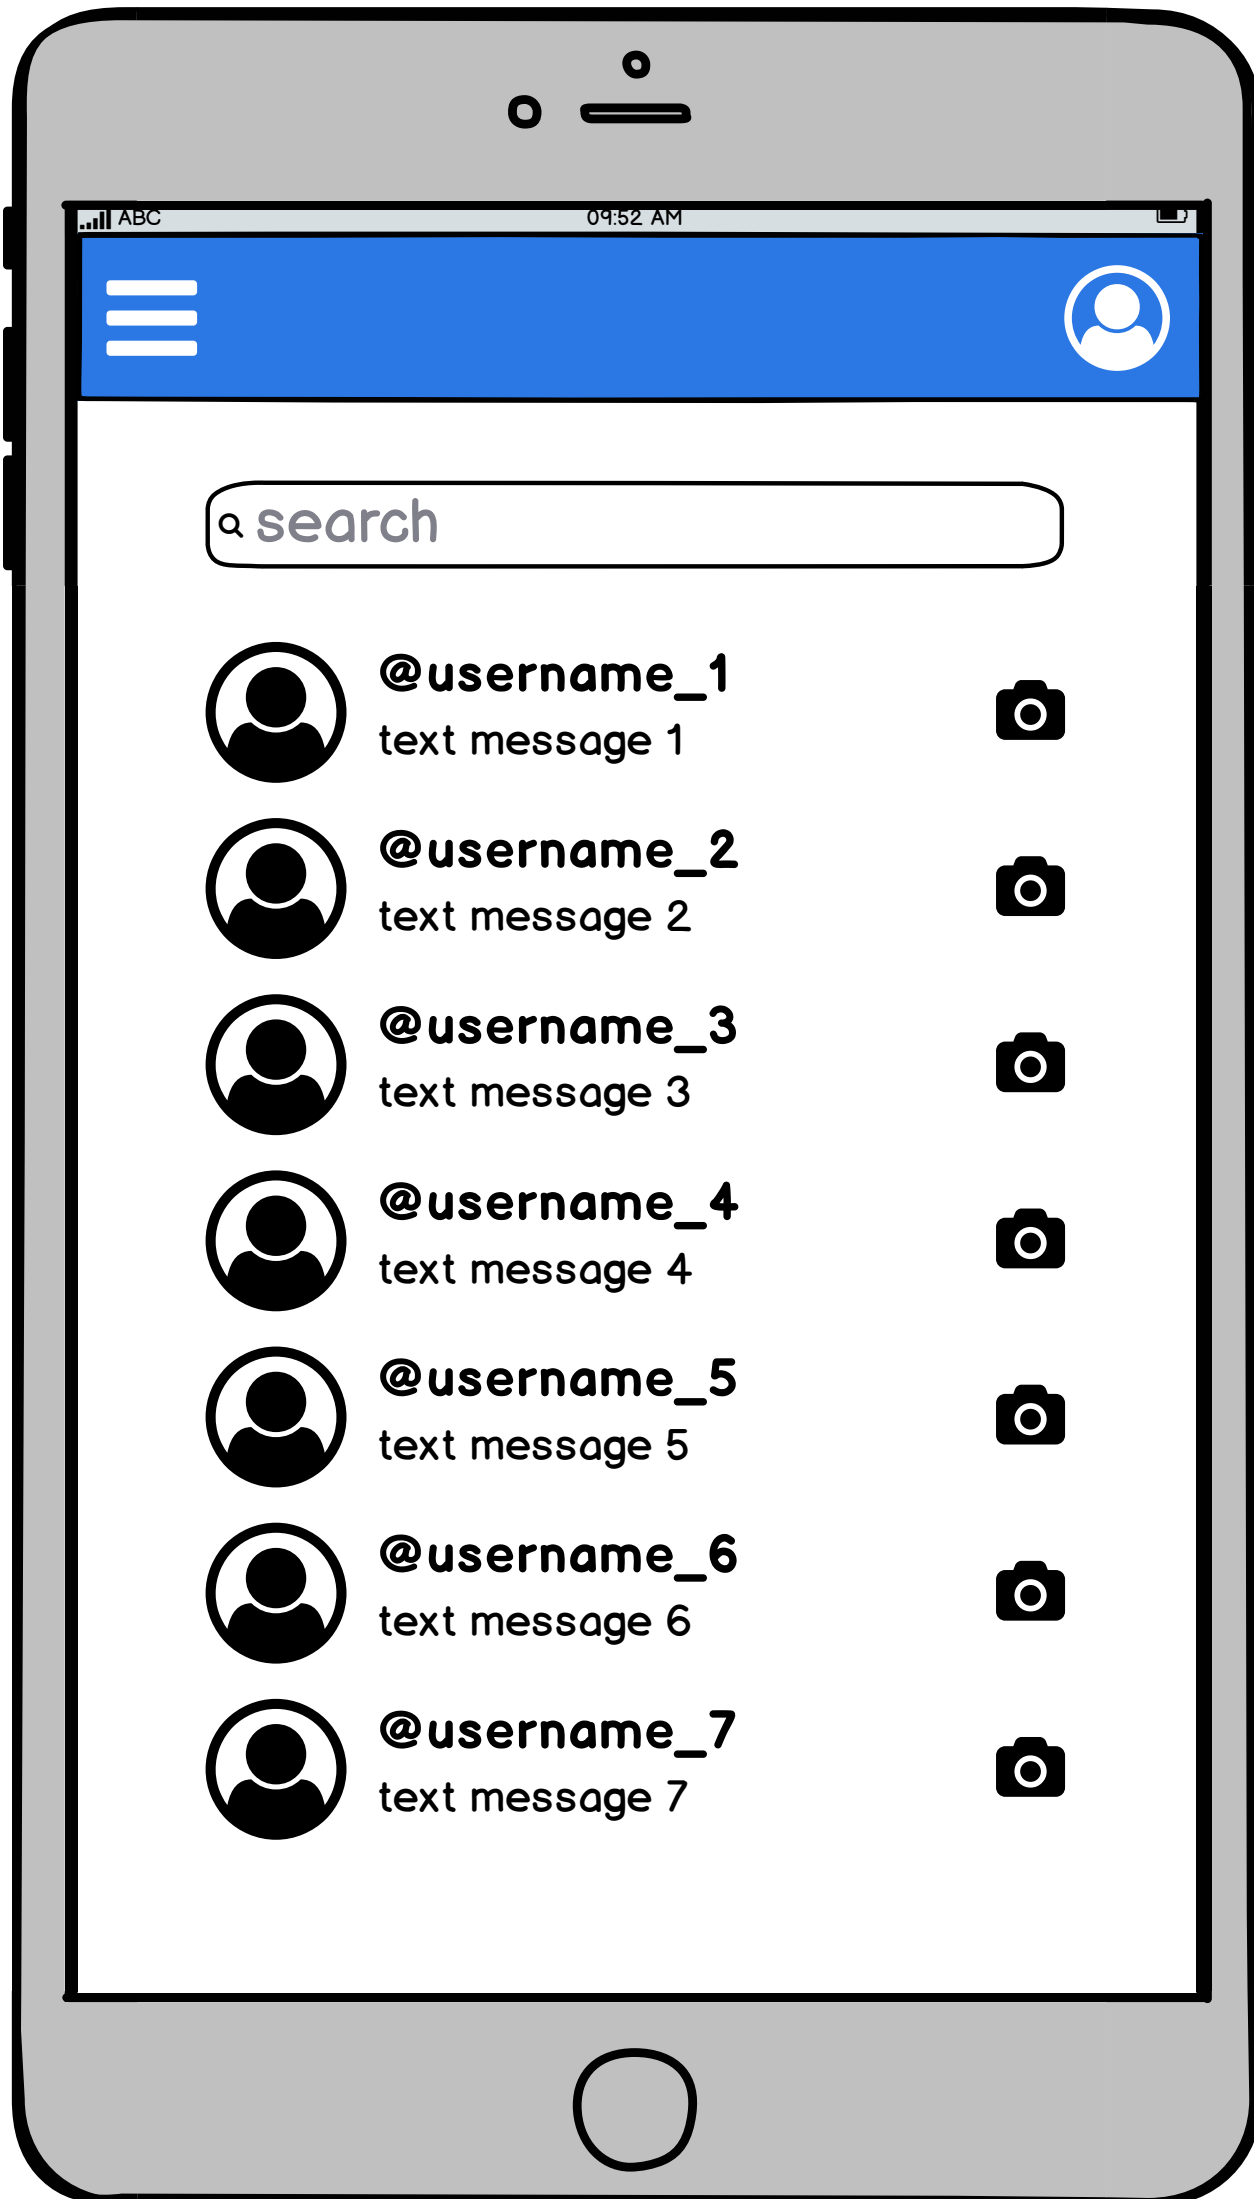 ABC 09:52 AM
search
@username_1
text message 1
@username_2
text message 2
@username_3
text message 3
@username_4
text message 4
@username_5
text message 5
@username_6
text message 6
@username_7
text message 7